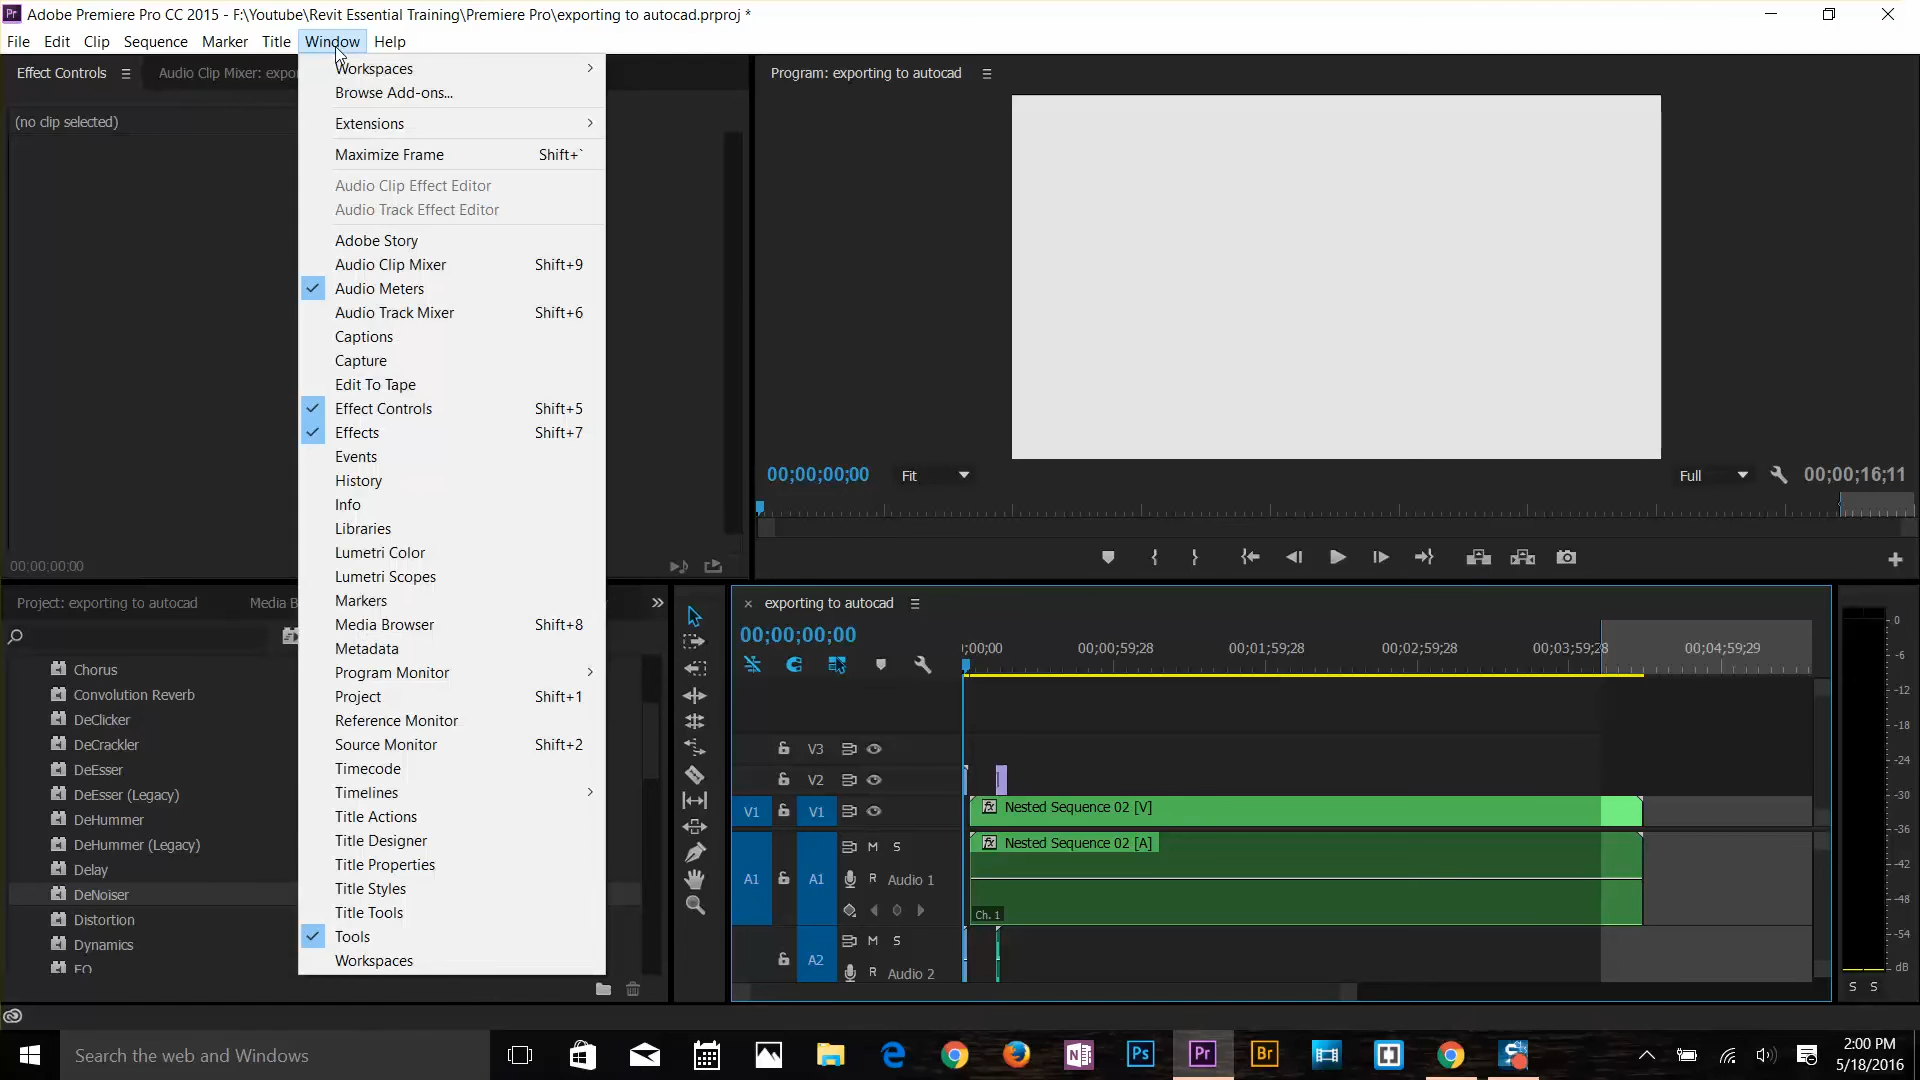 Pr Adobe Premiere Pro CC 2015 - F:\Youtube\Revit Essential Training\Premiere Pro\exporting to autocad.prproj *
File Edit Clip Sequence Marker Title Window Help
Effect Controls Audio Clip Mixer: expo
(no clip selected)
00;00;00;00
Workspaces
Browse Add-ons...
Extensions
Maximize Frame Shift+`
Audio Clip Effect Editor
Audio Track Effect Editor
Adobe Story
Audio Clip Mixer Shift+9
Audio Meters
Audio Track Mixer Shift+6
Captions
Capture
Edit To Tape
Effect Controls Shift+5
Effects Shift+7
Events
History
Info
Libraries
Lumetri Color
Lumetri Scopes
Markers
Media Browser Shift+8
Metadata
Program Monitor
Project Shift+1
Reference Monitor
Source Monitor Shift+2
Timecode
Timelines
Title Actions
Title Designer
Title Properties
Title Styles
Title Tools
Tools
Workspaces
Program: exporting to autocad
00;00;00;00 Fit Full 00;00;16;11
Project: exporting to autocad Media B
Chorus
Convolution Reverb
DeClicker
DeCrackler
DeEsser
DeEsser (Legacy)
DeHummer
DeHummer (Legacy)
Delay
DeNoiser
Distortion
Dynamics
EQ
exporting to autocad
00;00;00;00
;00;00 00;00;59;28 00;01;59;28 00;02;59;28 00;03;59;28 00;04;59;29
V3
V2
V1 V1 Nested Sequence 02 [V]
M S Nested Sequence 02 [A]
A1 A1 R Audio 1
Ch. 1
M S
A2 R Audio 2
0
-6
-12
-18
-24
-30
-36
-42
-48
-54
dB
S S
Search the web and Windows
Ps Pr Br
2:00 PM
5/18/2016